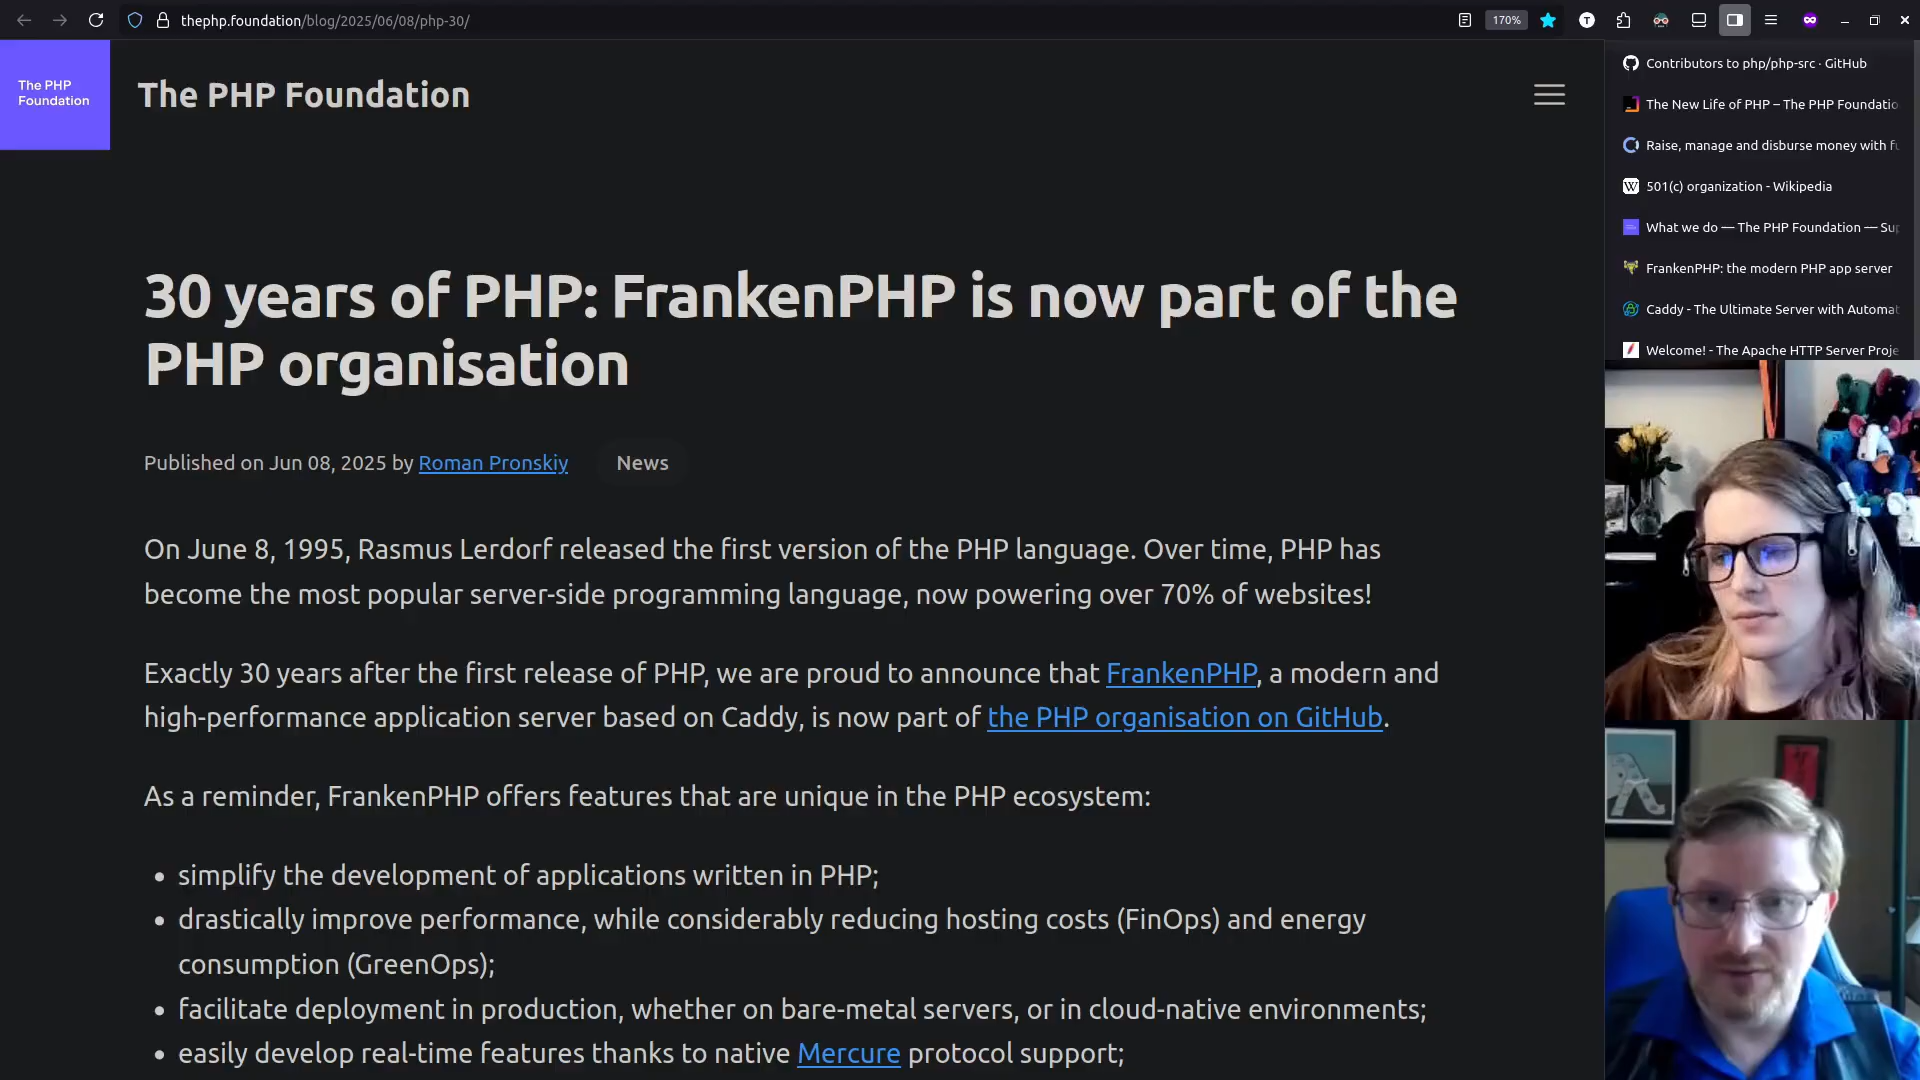 thephp.foundation/blog/2025/06/08/php-30/
170%
T
The PHP
Foundation
The PHP Foundation
30 years of PHP: FrankenPHP is now part of the
PHP organisation
Published on Jun 08, 2025 by Roman Pronskiy
News
On June 8, 1995, Rasmus Lerdorf released the first version of the PHP language. Over time, PHP has
become the most popular server-side programming language, now powering over 70% of websites!
Exactly 30 years after the first release of PHP, we are proud to announce that FrankenPHP, a modern and
high-performance application server based on Caddy, is now part of the PHP organisation on GitHub.
As a reminder, FrankenPHP offers features that are unique in the PHP ecosystem:
• simplify the development of applications written in PHP;
• drastically improve performance, while considerably reducing hosting costs (FinOps) and energy
consumption (GreenOps);
• facilitate deployment in production, whether on bare-metal servers, or in cloud-native environments;
• easily develop real-time features thanks to native Mercure protocol support;
Contributors to php/php-src · GitHub
The New Life of PHP – The PHP Foundatio
Raise, manage and disburse money with fu
W 501(c) organization - Wikipedia
What we do — The PHP Foundation — Sup
FrankenPHP: the modern PHP app server
Caddy - The Ultimate Server with Automat
Welcome! - The Apache HTTP Server Proje